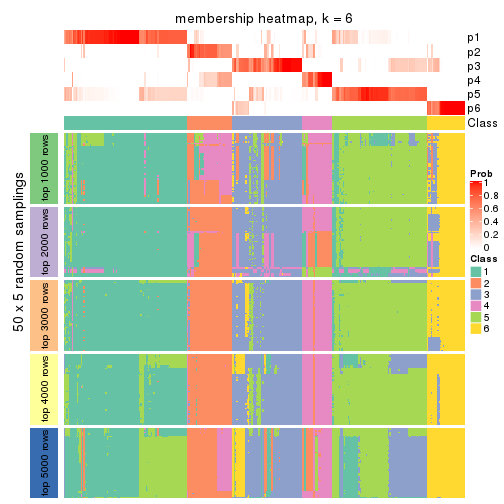 membership heatmap, k = 6
p1
p2
p3
p4
p5
p6
Class
50 x 5 random samplings
top 1000 rows
top 2000 rows
top 3000 rows
top 4000 rows
top 5000 rows
Prob
1
0.8
0.6
0.4
0.2
0
Class
1
2
3
4
5
6